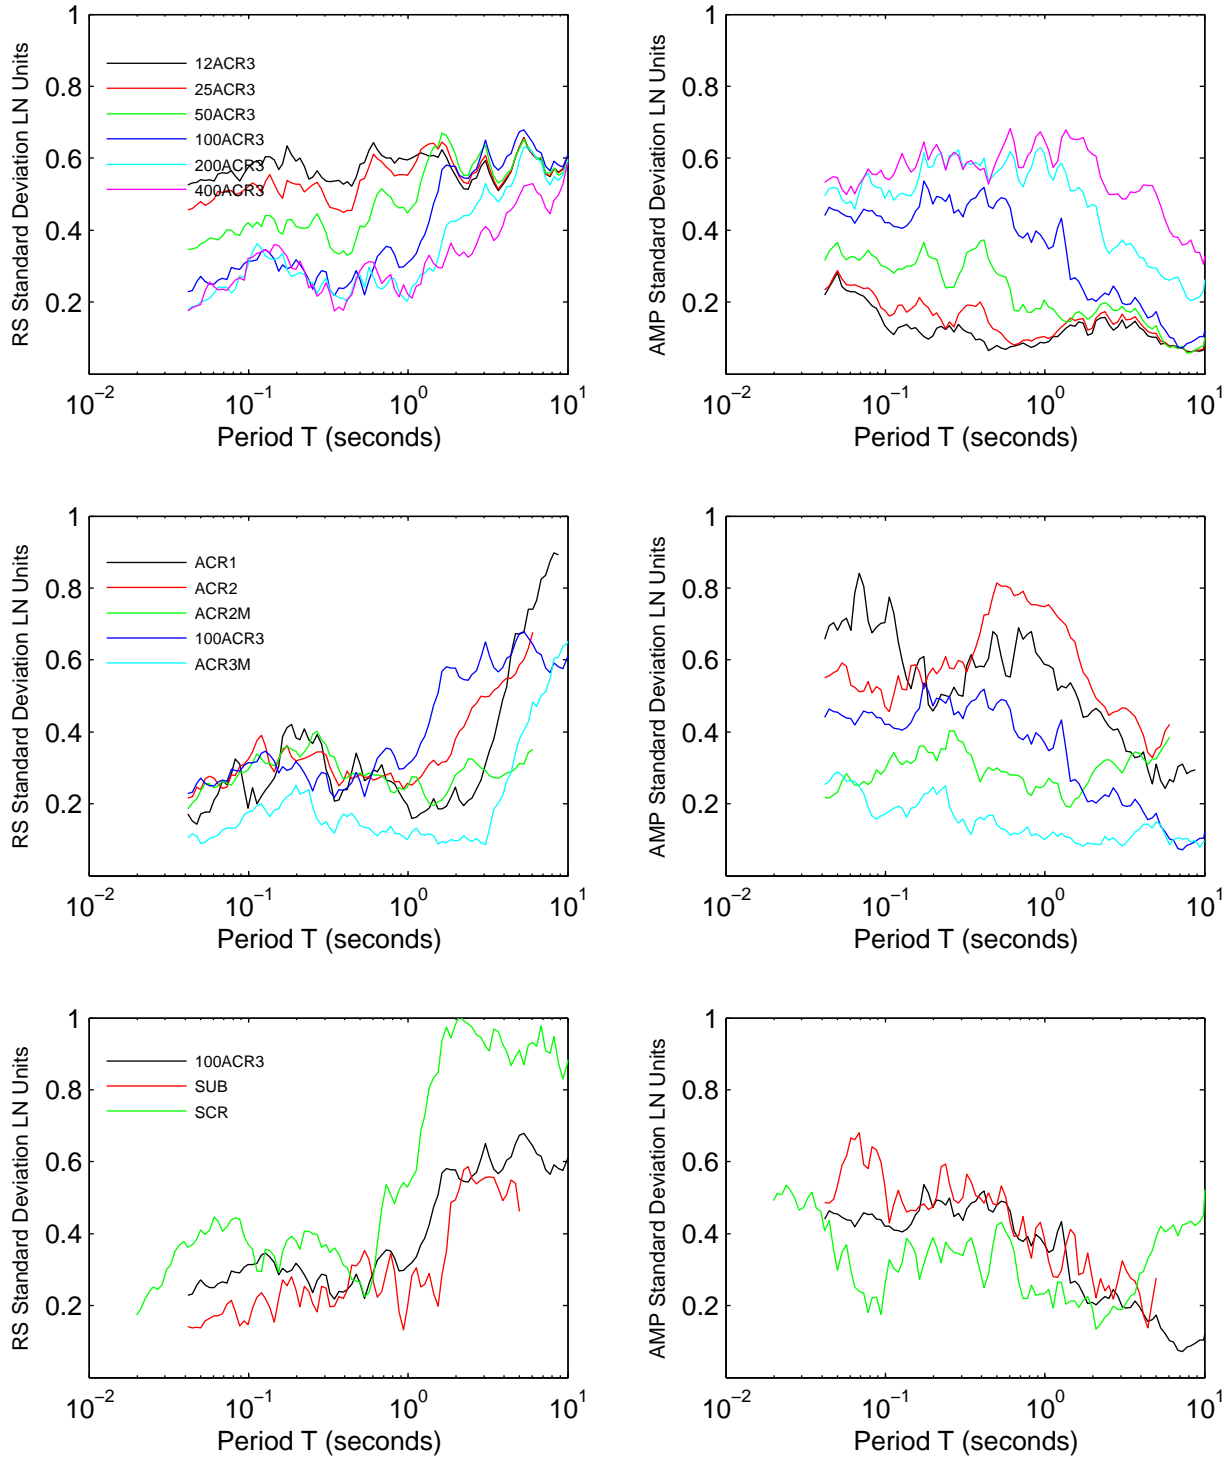 RS Standard Deviation LN Units
1
0.8
0.6
0.4
0.2
12ACR3
25ACR3
50ACR3
100ACR3
200ACR3
400ACR3
10−2
10−1
100
101
Period T (seconds)
AMP Standard Deviation LN Units
1
0.8
0.6
0.4
0.2
10−2
10−1
100
101
Period T (seconds)
RS Standard Deviation LN Units
1
0.8
0.6
0.4
0.2
ACR1
ACR2
ACR2M
100ACR3
ACR3M
10−2
10−1
100
101
Period T (seconds)
AMP Standard Deviation LN Units
1
0.8
0.6
0.4
0.2
10−2
10−1
100
101
Period T (seconds)
RS Standard Deviation LN Units
1
0.8
0.6
0.4
0.2
100ACR3
SUB
SCR
10−2
10−1
100
101
Period T (seconds)
AMP Standard Deviation LN Units
1
0.8
0.6
0.4
0.2
10−2
10−1
100
101
Period T (seconds)